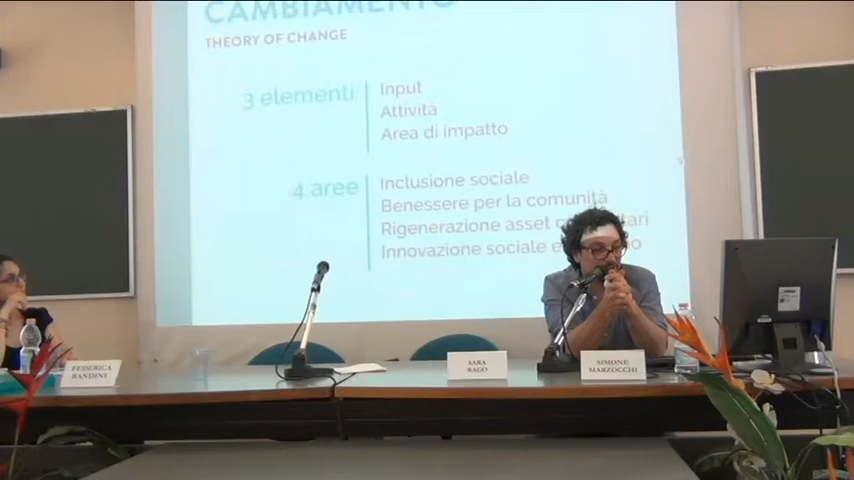 CAMBIAMENTO
THEORY OF CHANGE
3 elementi
Input
Attività
Area di impatto
4 aree
Inclusione sociale
Benessere per la comunità
Rigenerazione asset
Innovazione sociale
FEDERICA BANDINI
SARA RAGO
SIMONE MARZOCCHI